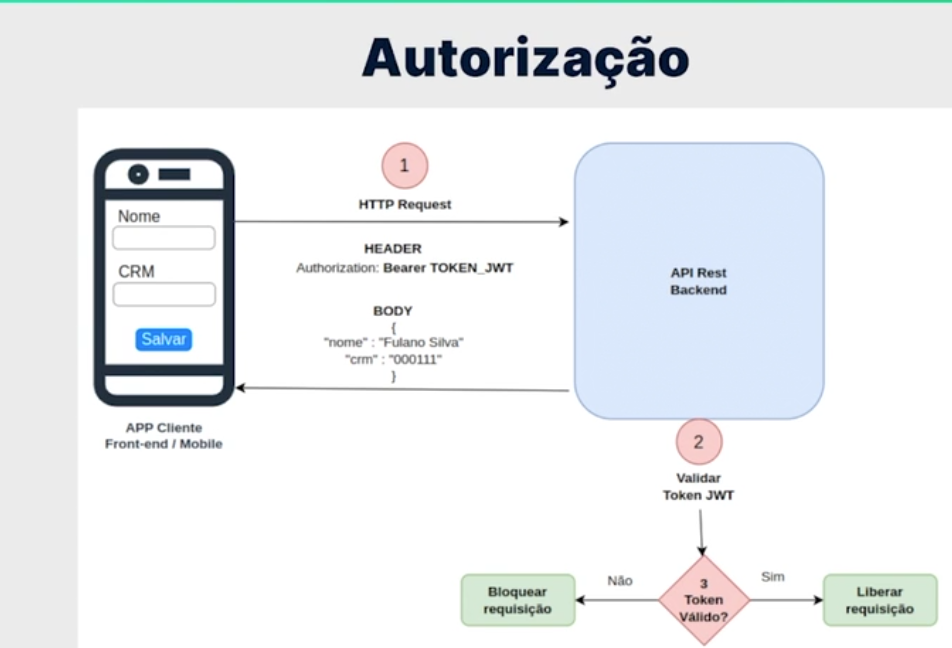 Autorização
1
HTTP Request
Nome
CRM
Salvar
HEADER
Authorization: Bearer TOKEN_JWT
BODY
{
"nome" : "Fulano Silva"
"crm" : "000111"
}
API Rest
Backend
APP Cliente
Front-end / Mobile
2
Validar
Token JWT
3
Token
Válido?
Não
Bloquear
requisição
Sim
Liberar
requisição